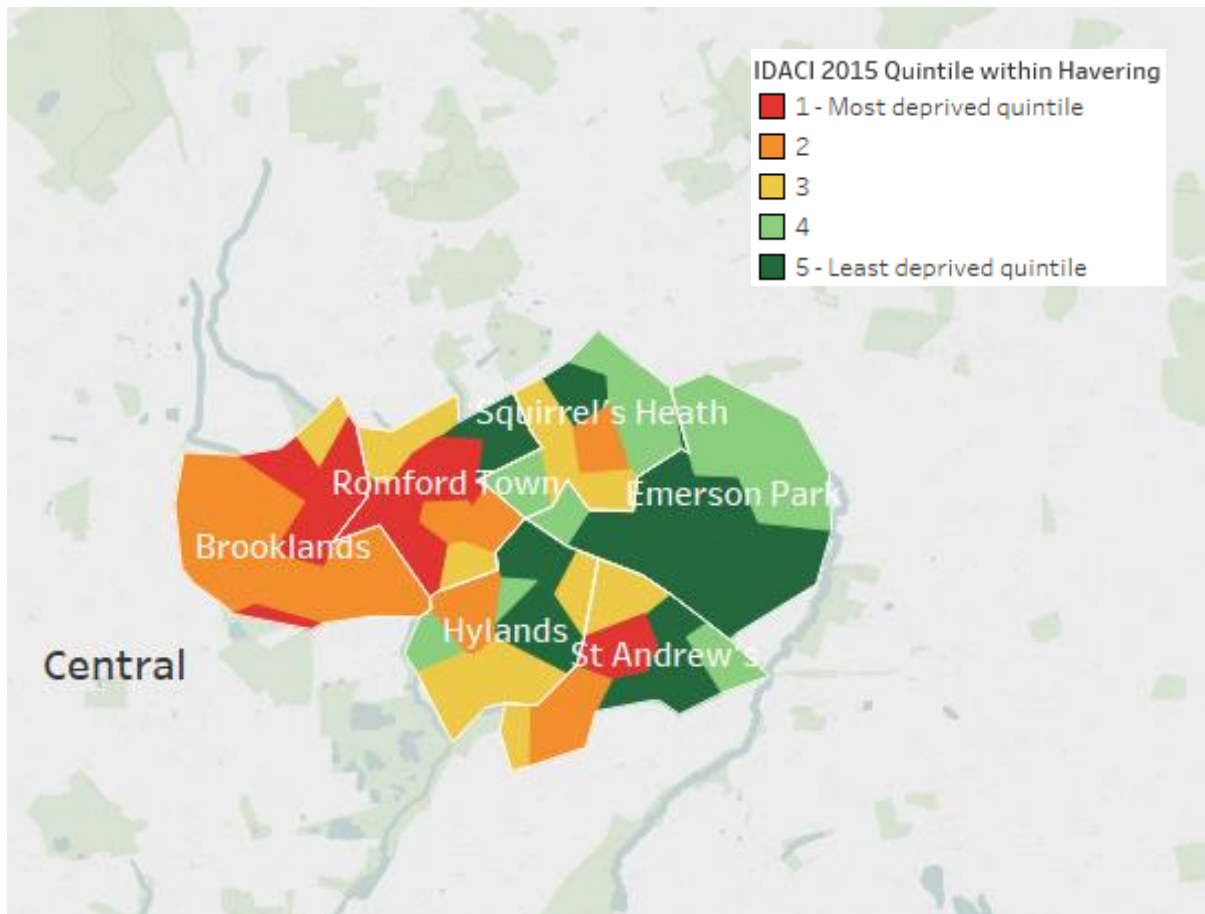 IDACI 2015 Quintile within Havering
1 - Most deprived quintile
2
3
4
5 - Least deprived quintile
Squirrel's Heath
Romford Town
Emerson Park
Brooklands
Hylands
St Andrew's
Central